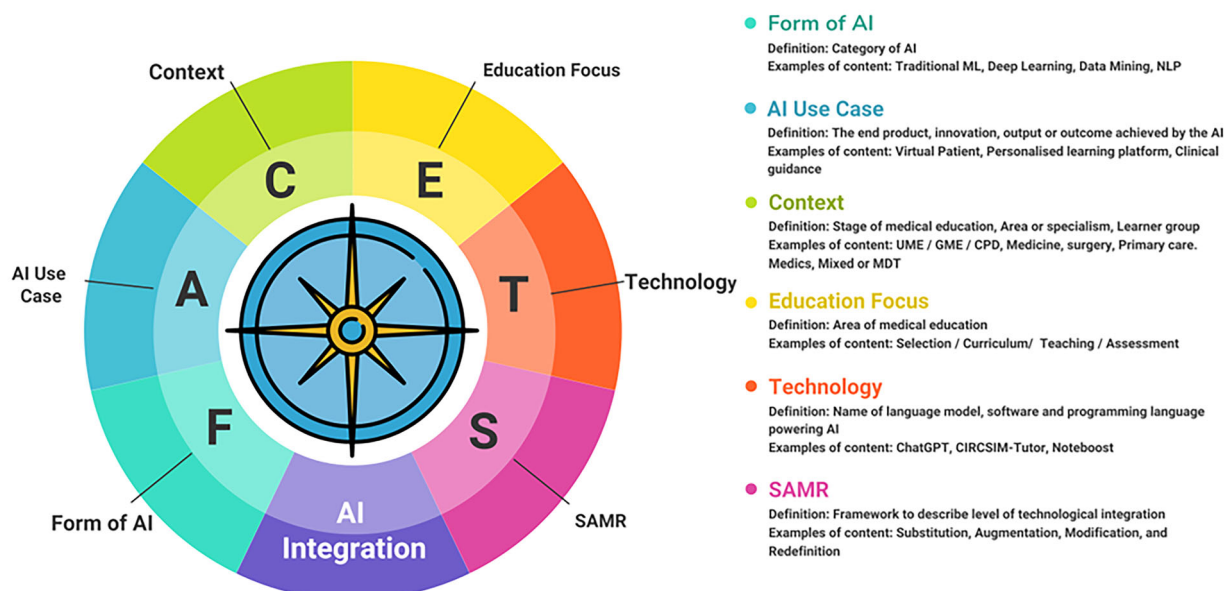 Context
Education Focus
C
E
AI Use
Case
A
T
Technology
F
S
Form of AI
AI
Integration
SAMR
Form of AI
Definition: Category of AI
Examples of content: Traditional ML, Deep Learning, Data Mining, NLP
AI Use Case
Definition: The end product, innovation, output or outcome achieved by the AI
Examples of content: Virtual Patient, Personalised learning platform, Clinical
guidance
Context
Definition: Stage of medical education, Area or specialism, Learner group
Examples of content: UME / GME / CPD, Medicine, surgery, Primary care.
Medics, Mixed or MDT
Education Focus
Definition: Area of medical education
Examples of content: Selection / Curriculum/ Teaching / Assessment
Technology
Definition: Name of language model, software and programming language
powering AI
Examples of content: ChatGPT, CIRCSIM-Tutor, Noteboost
SAMR
Definition: Framework to describe level of technological integration
Examples of content: Substitution, Augmentation, Modification, and
Redefinition